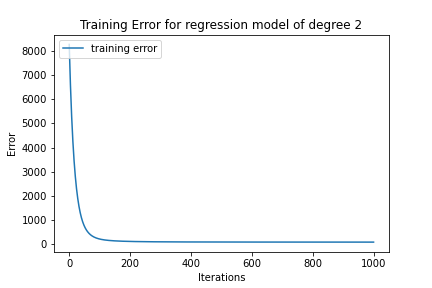 Training Error for regression model of degree 2
training error
8000
7000
6000
5000
4000
3000
2000
1000
0
Error
0 200 400 600 800 1000
Iterations